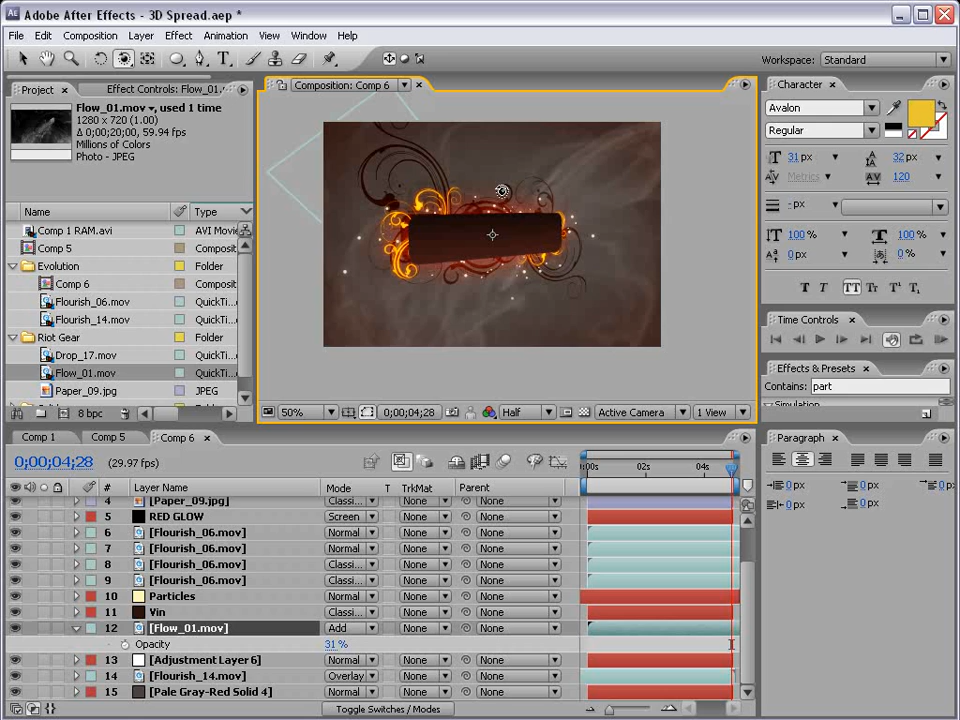 Adobe After Effects - 3D Spread.aep *
File Edit Composition Layer Effect Animation View Window Help
Workspace: Standard
Project
Effect Controls: Flow_01.
Flow_01.mov, used 1 time
1280 x 720 (1.00)
Δ 0;00;20;00, 59.94 fps
Millions of Colors
Photo - JPEG
Name Type
Comp 1 RAM.avi AVI Movi
Comp 5 Composit
Evolution Folder
Comp 6 Composit
Flourish_06.mov QuickTi...
Flourish_14.mov QuickTi...
Riot Gear Folder
Drop_17.mov QuickTi...
Flow_01.mov QuickTi...
Paper_09.jpg JPEG
8 bpc
Composition: Comp 6
50% 0;00;04;28 Half Active Camera 1 View
Character
Avalon
Regular
31 px 32 px
Metrics 120
- px
100 % 100 %
0 px 0 %
T T TT Tr T¹ T₁
Time Controls
Effects & Presets
Contains: part
Simulation
Comp 1 Comp 5 Comp 6
0;00;04;28 (29.97 fps)
:00s 02s 04s
# Layer Name Mode T TrkMat Parent
4 [Paper_09.jpg] Classi... None None
5 RED GLOW Screen None None
6 [Flourish_06.mov] Normal None None
7 [Flourish_06.mov] Normal None None
8 [Flourish_06.mov] Classi... None None
9 [Flourish_06.mov] Classi... None None
10 Particles Normal None None
11 Vin Classi... None None
12 [Flow_01.mov] Add None None
Opacity 31 %
13 [Adjustment Layer 6] Normal None None
14 [Flourish_14.mov] Overlay None None
15 [Pale Gray-Red Solid 4] Normal None None
Toggle Switches / Modes
Paragraph
0 px 0 px 0 px
0 px 0 px